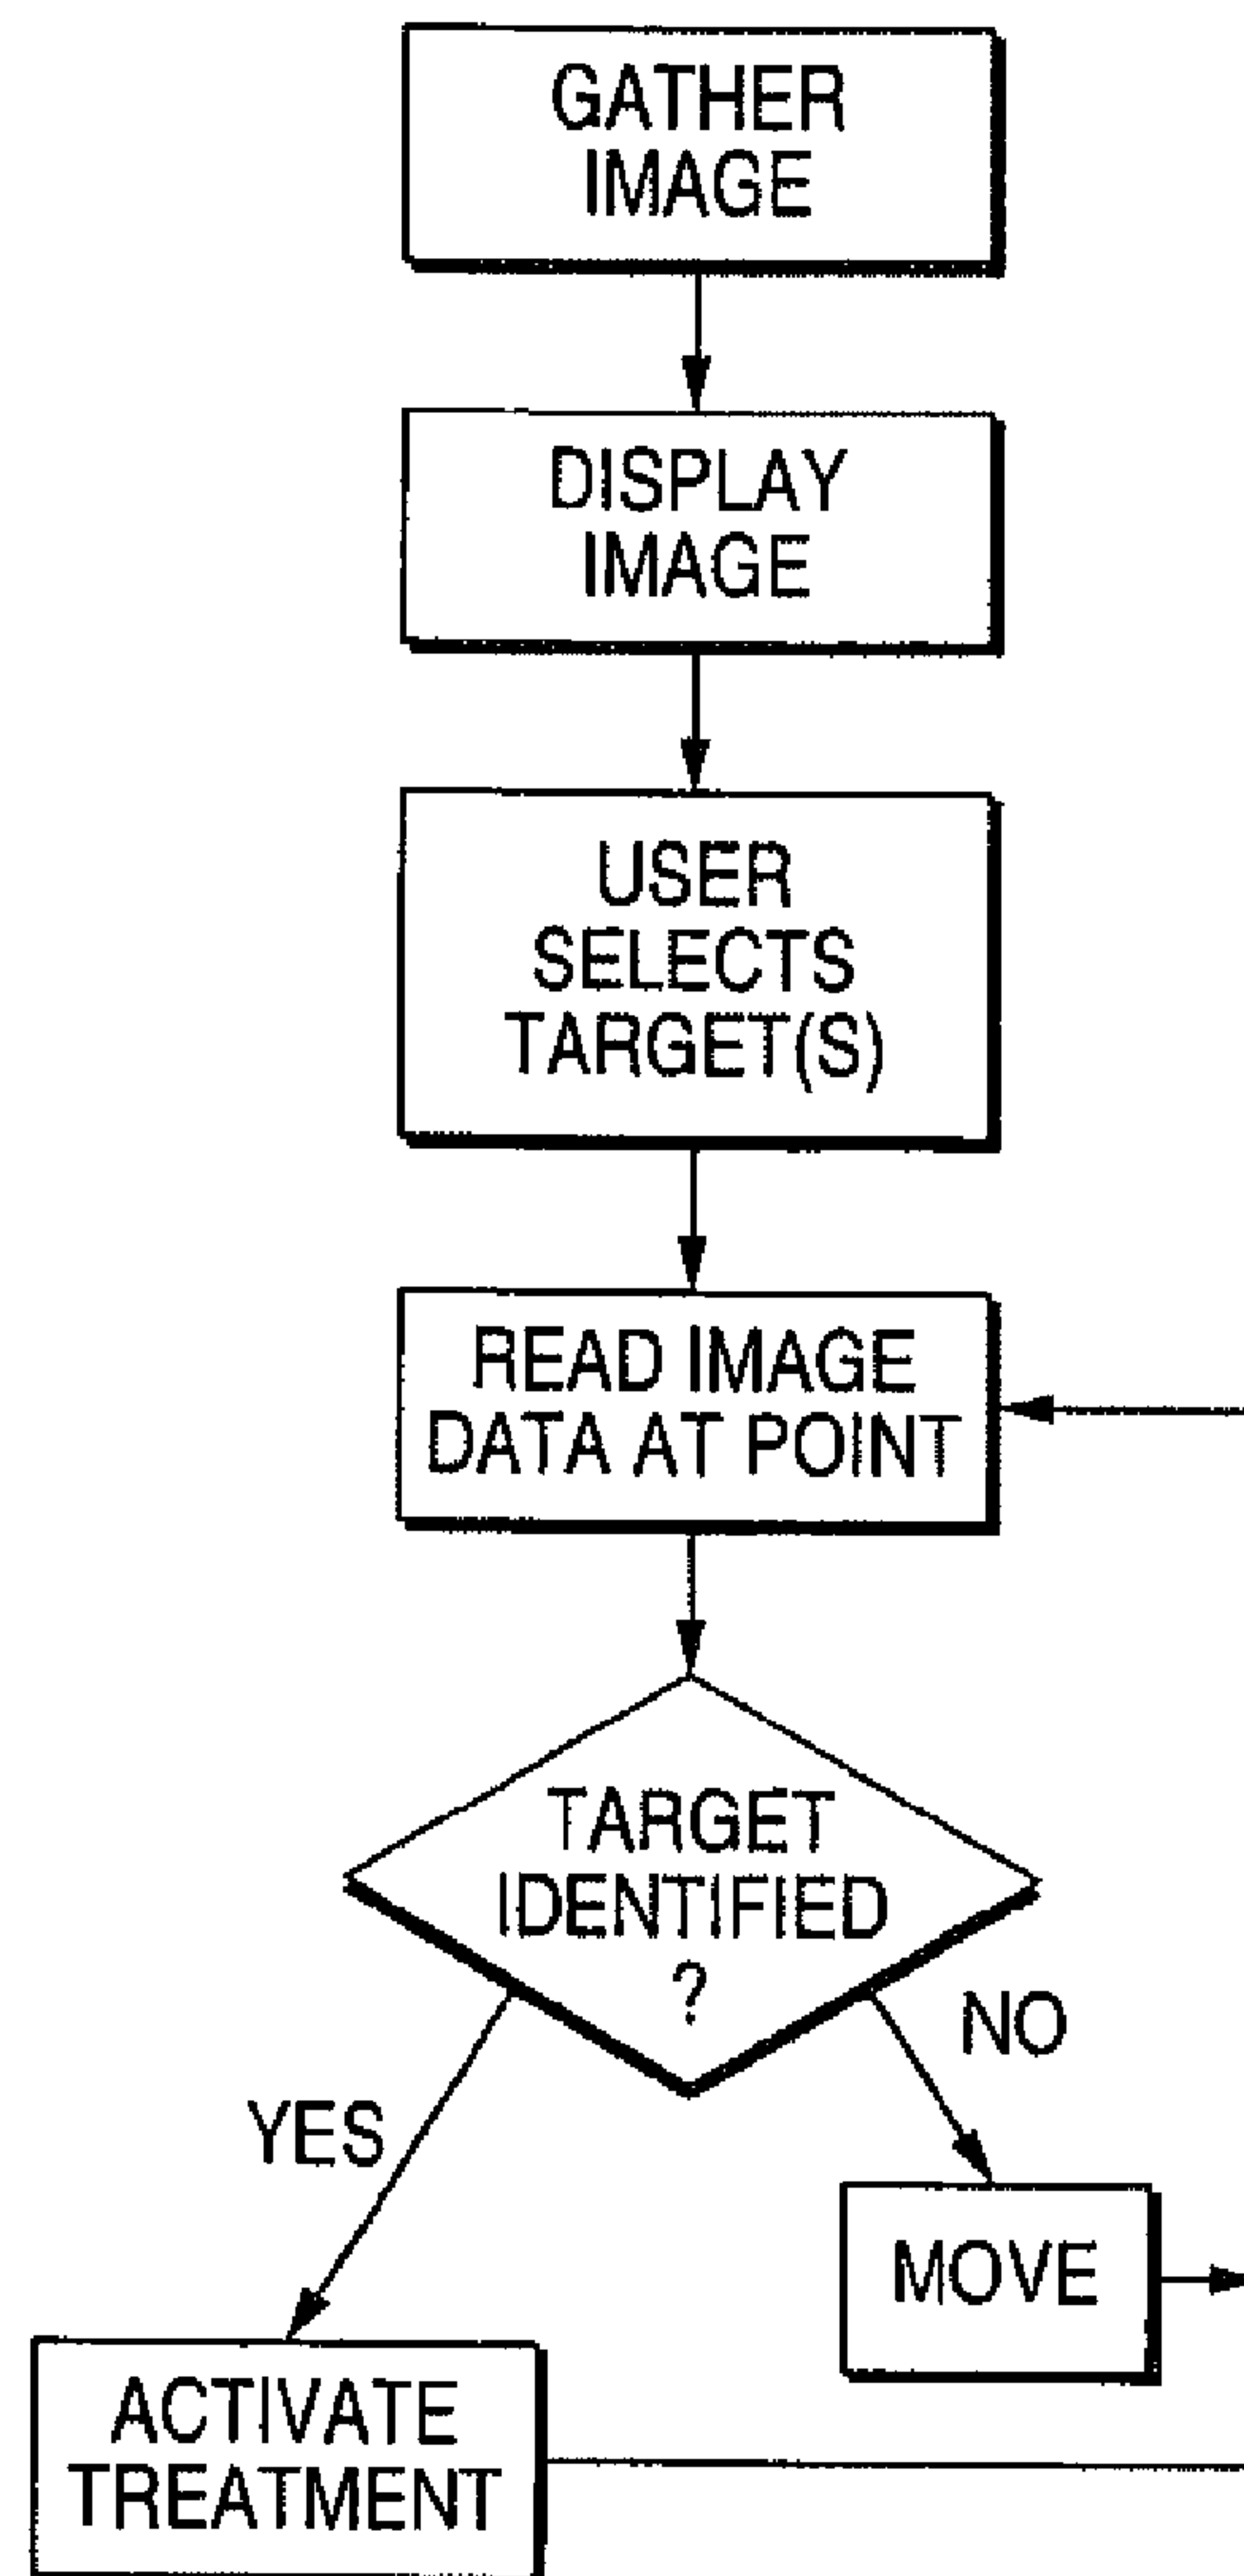 GATHER
IMAGE
DISPLAY
IMAGE
USER
SELECTS
TARGET(S)
READ IMAGE
DATA AT POINT
TARGET
IDENTIFIED
?
YES
NO
MOVE
ACTIVATE
TREATMENT